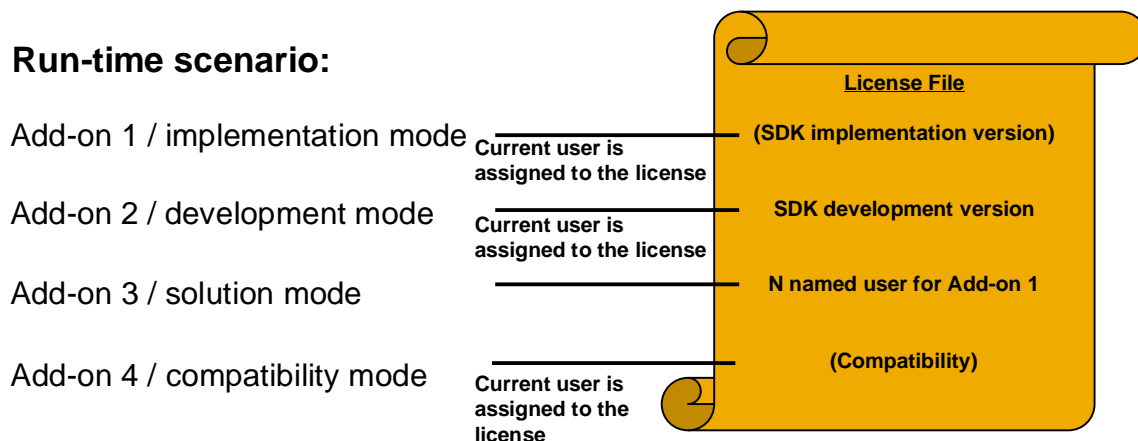 Run-time scenario:
License File
Add-on 1 / implementation mode
(SDK implementation version)
Current user is
assigned to the license
Add-on 2 / development mode
SDK development version
Current user is
assigned to the license
Add-on 3 / solution mode
N named user for Add-on 1
Add-on 4 / compatibility mode
(Compatibility)
Current user is
assigned to the
license